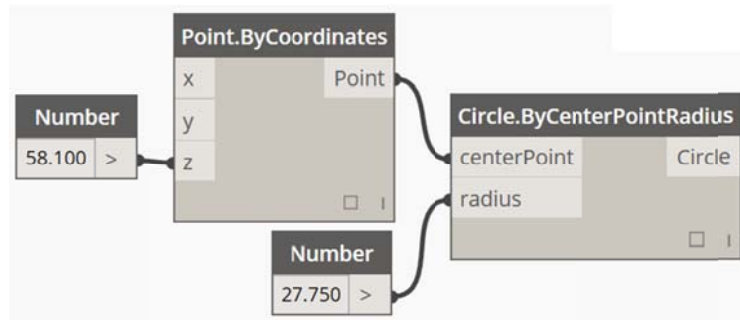 Point.ByCoordinates
x
Point
y
z
Number
58.100 >
Circle.ByCenterPointRadius
centerPoint
Circle
radius
Number
27.750 >